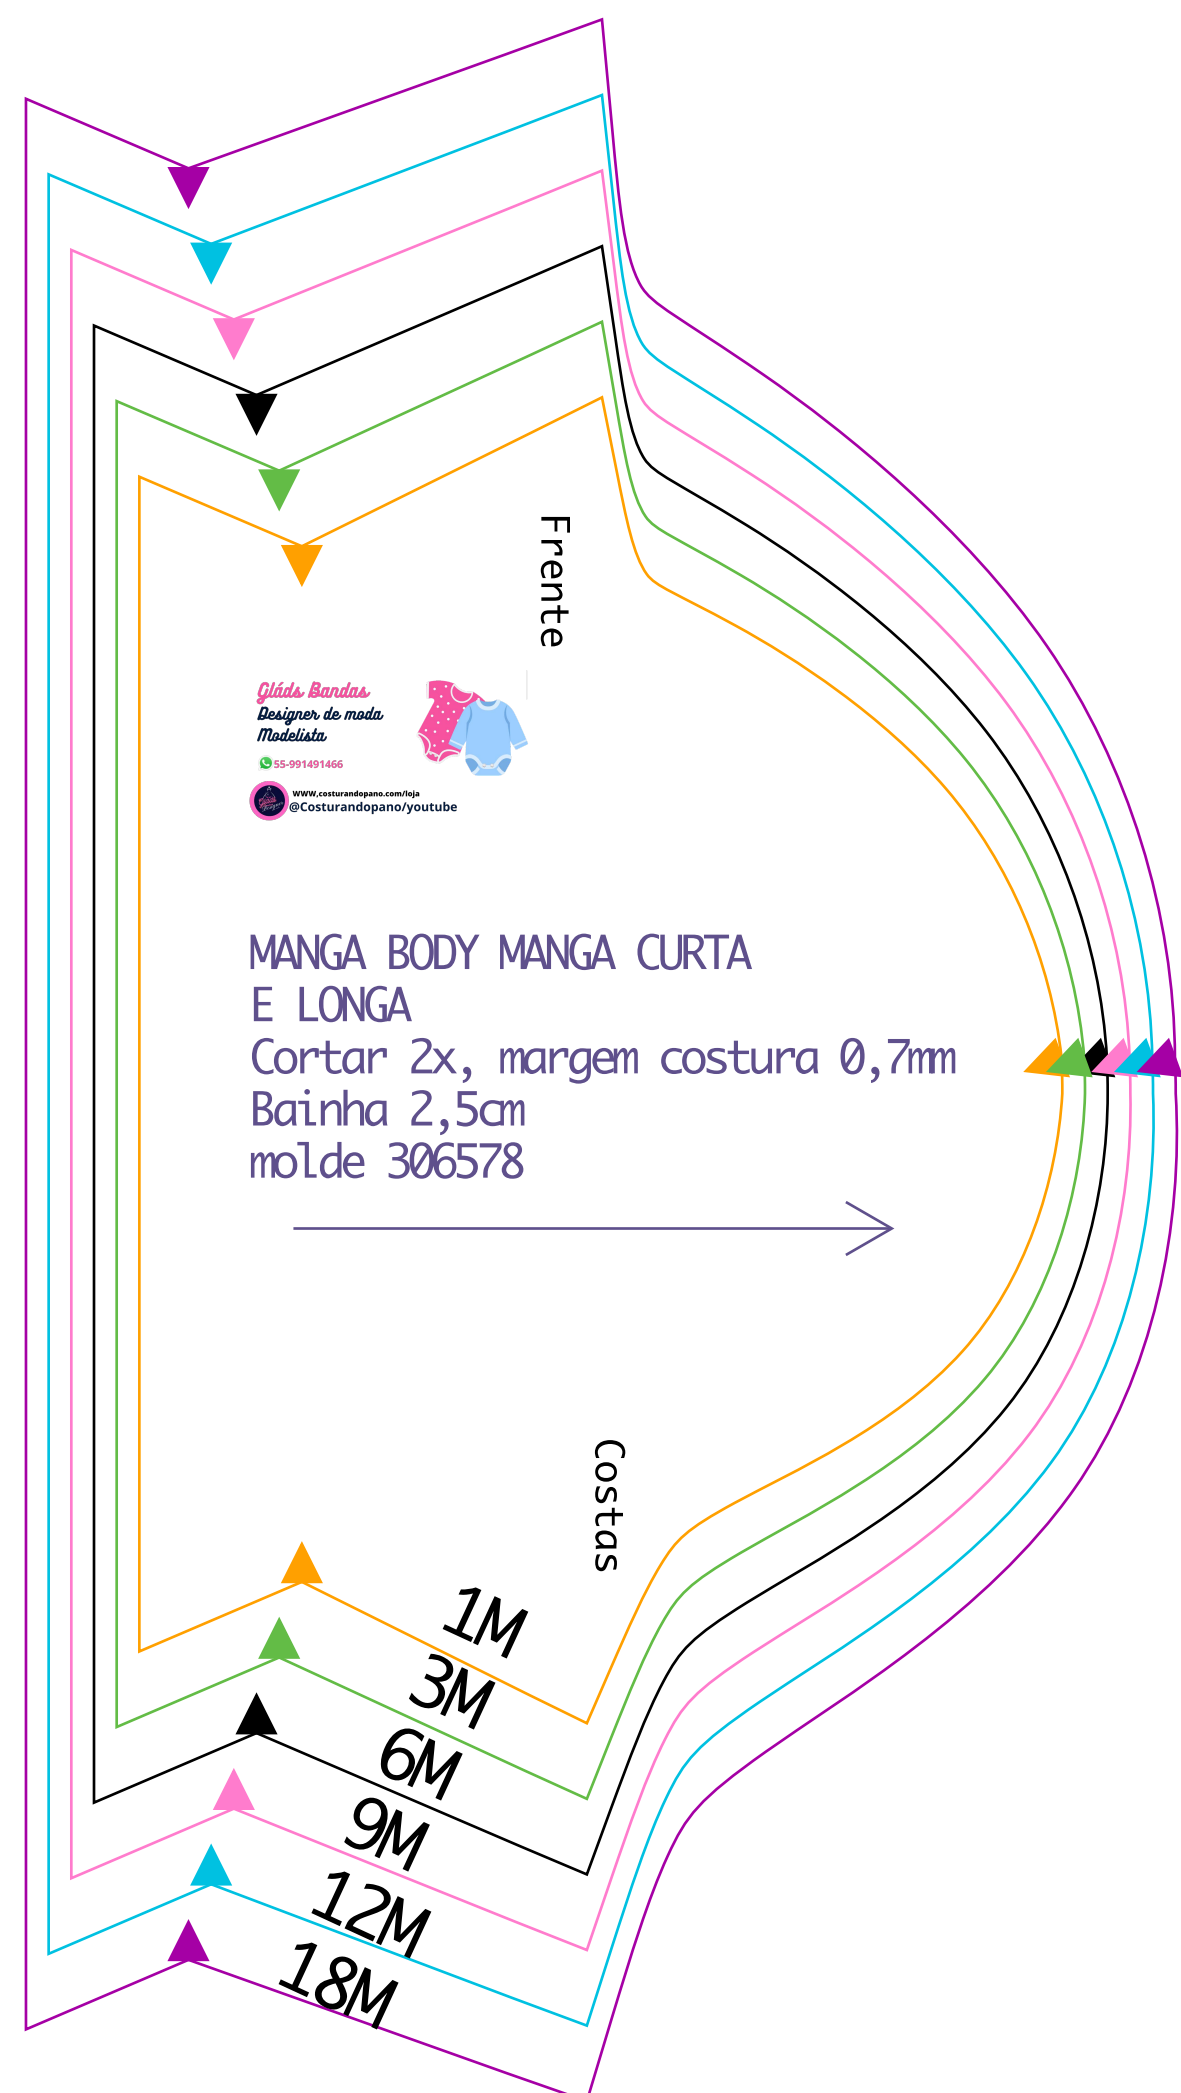 Frente
Gláds Bandas
Designer de moda
Modelista
55-991491466
WWW,costurandopano.com/loja
@Costurandopano/youtube
MANGA BODY MANGA CURTA
E LONGA
Cortar 2x, margem costura 0,7mm
Bainha 2,5cm
molde 306578
Costas
1M
3M
6M
9M
12M
18M